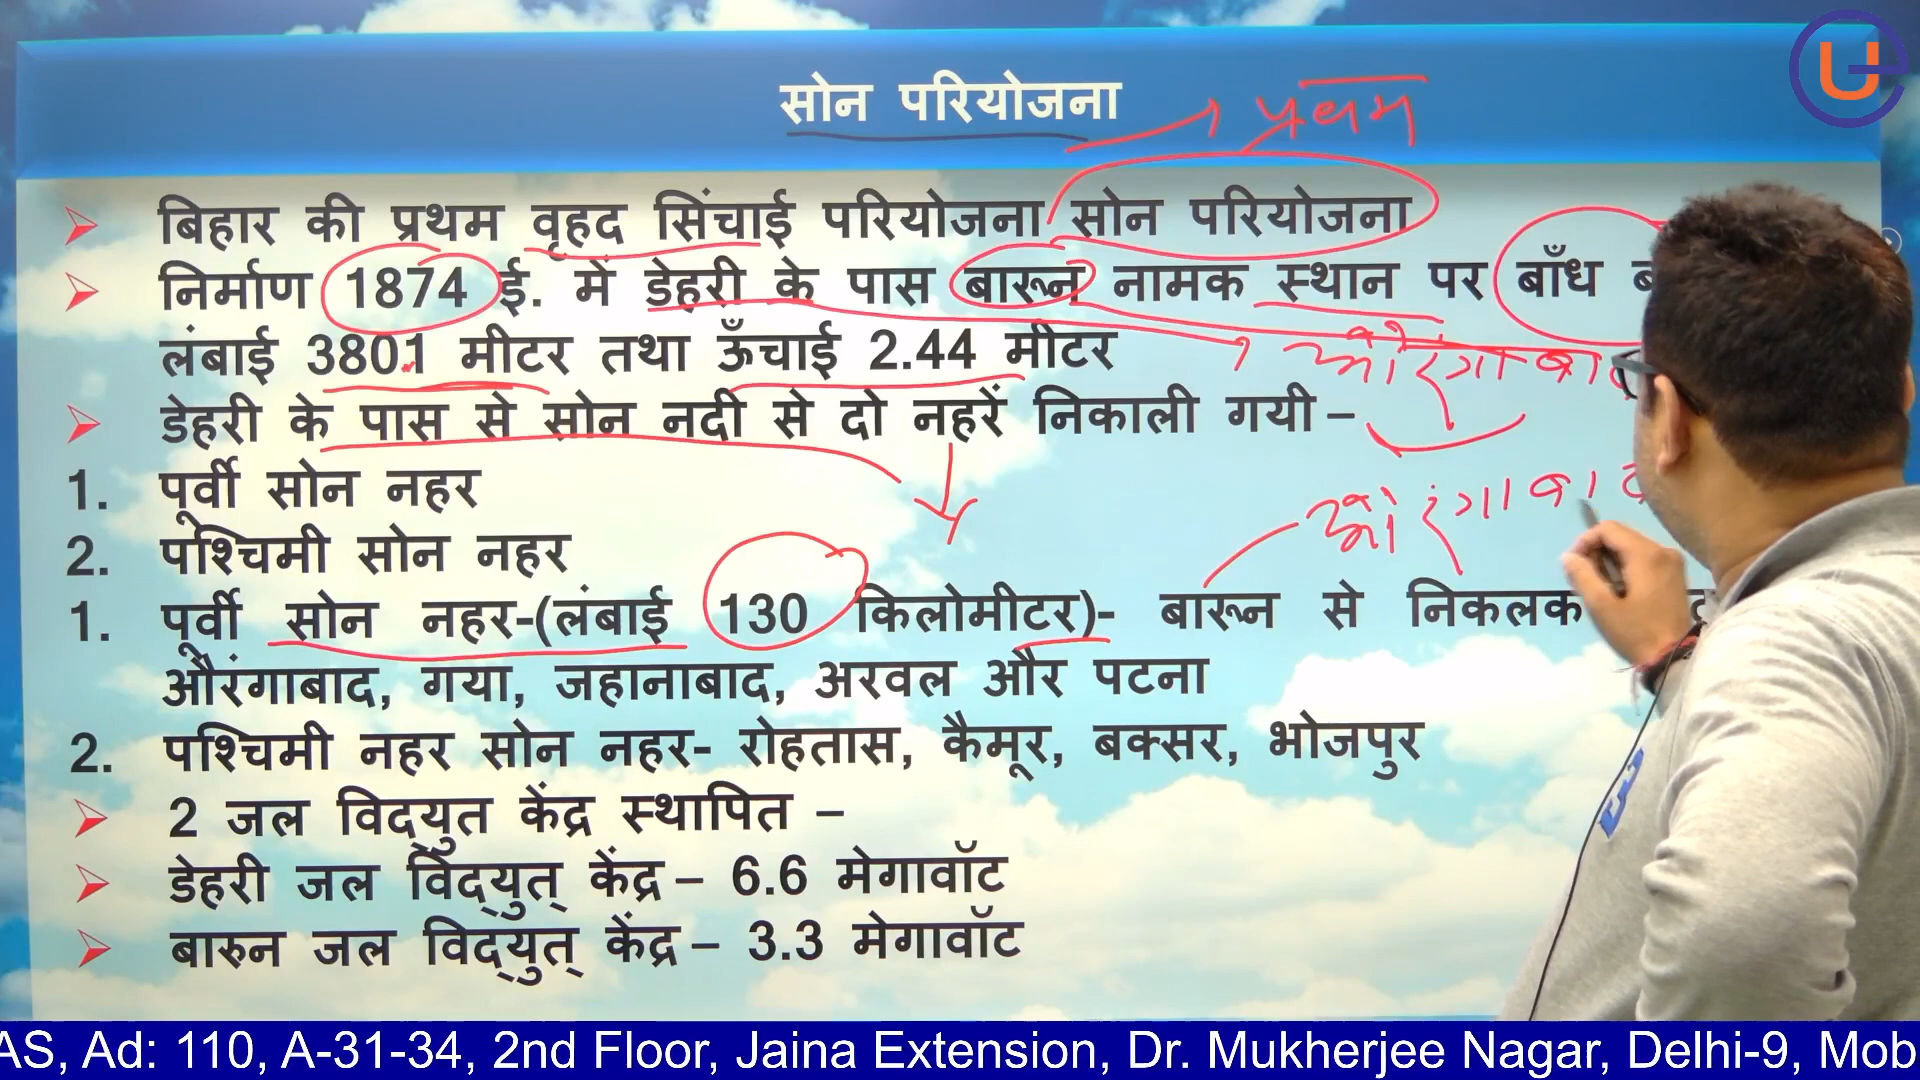 सोन परियोजना
प्रथम
बिहार की प्रथम वृहद सिंचाई परियोजना सोन परियोजना
निर्माण 1874 ई. में डेहरी के पास बारून नामक स्थान पर बाँध
लंबाई 3801 मीटर तथा ऊँचाई 2.44 मीटर
डेहरी के पास से सोन नदी से दो नहरें निकाली गयी –
1. पूर्वी सोन नहर
2. पश्चिमी सोन नहर
1. पूर्वी सोन नहर-(लंबाई 130 किलोमीटर)- बारून से
औरंगाबाद, गया, जहानाबाद, अरवल और पटना
2. पश्चिमी नहर सोन नहर- रोहतास, कैमूर, बक्सर, भोजपुर
2 जल विद्युत केंद्र स्थापित –
डेहरी जल विद्युत् केंद्र – 6.6 मेगावॉट
बारुन जल विद्युत् केंद्र – 3.3 मेगावॉट
AS, Ad: 110, A-31-34, 2nd Floor, Jaina Extension, Dr. Mukherjee Nagar, Delhi-9, Mob